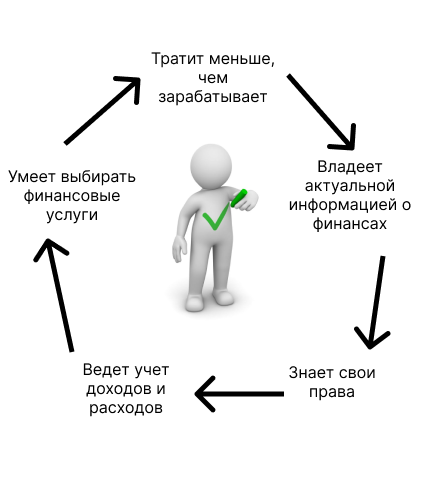 Тратит меньше,
чем
зарабатывает
Владеет
актуальной
информацией о
финансах
Знает свои
права
Ведет учет
доходов и
расходов
Умеет выбирать
финансовые
услуги